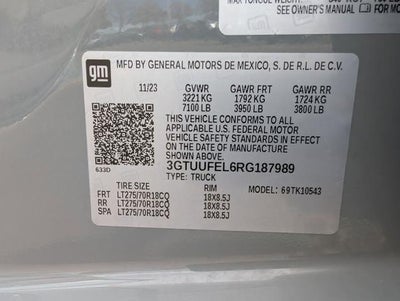 SEE OWNER'S MANUAL
gm
MFD BY GENERAL MOTORS DE MEXICO, S. DE R.L. DE C.V.
11/23 GVWR GAWR FRT GAWR RR
3221 KG 1792 KG 1724 KG
7100 LB 3950 LB 3800 LB
THIS VEHICLE CONFORMS TO ALL APPLICABLE
U.S. FEDERAL MOTOR VEHICLE SAFETY
STANDARDS IN EFFECT ON THE DATE OF
MANUFACTURE SHOWN ABOVE.
3GTUUFEL6RG187989
TYPE: TRUCK
633D
TIRE SIZE RIM MODEL: 69TK10543
FRT LT275/70R18CQ 18X8.5J
RR LT275/70R18CQ 18X8.5J
SPA LT275/70R18CQ 18X8.5J